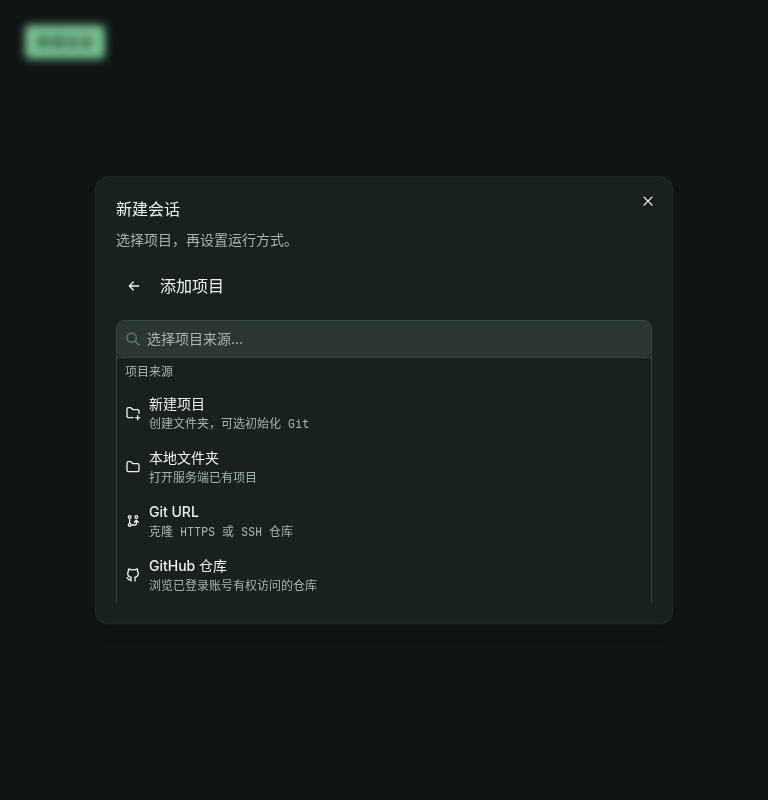 新建会话
选择项目，再设置运行方式。
添加项目
选择项目来源...
项目来源
新建项目
创建文件夹，可选初始化 Git
本地文件夹
打开服务端已有项目
Git URL
克隆 HTTPS 或 SSH 仓库
GitHub 仓库
浏览已登录账号有权访问的仓库